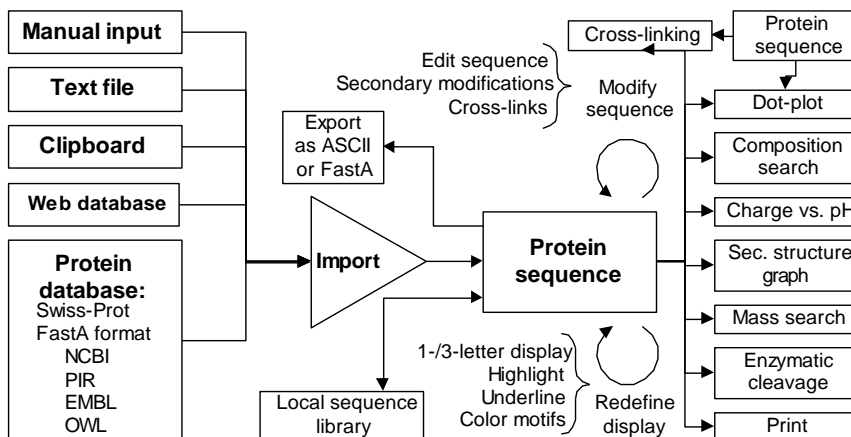 Manual input
Text file
Clipboard
Web database
Protein
database:
Swiss-Prot
FastA format
NCBI
PIR
EMBL
OWL
Export
as ASCII
or FastA
Import
Local sequence
library
Edit sequence
Secondary modifications
Cross-links
Modify
sequence
Protein
sequence
1-/3-letter display
Highlight
Underline
Color motifs
Redefine
display
Cross-linking
Protein
sequence
Dot-plot
Composition
search
Charge vs. pH
Sec. structure
graph
Mass search
Enzymatic
cleavage
Print